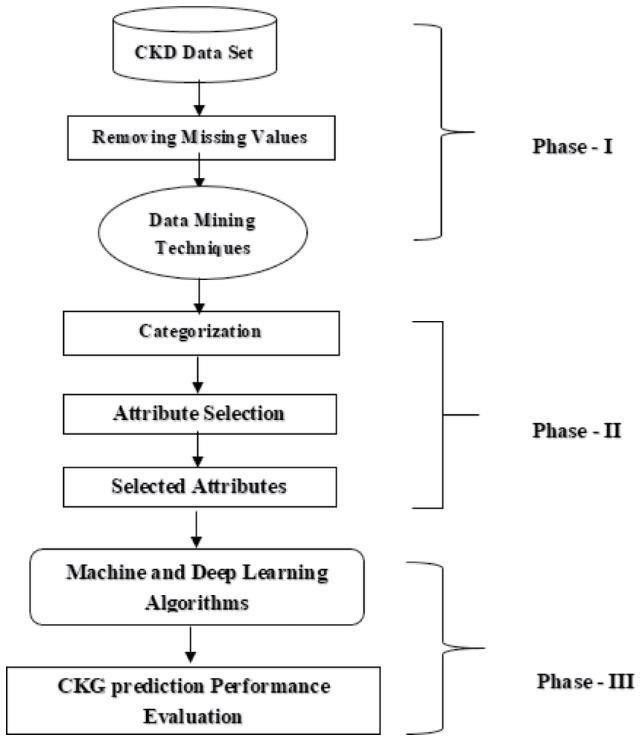 CKD Data Set
Removing Missing Values
Data Mining
Techniques
Phase - I
Categorization
Attribute Selection
Selected Attributes
Phase - II
Machine and Deep Learning
Algorithms
CKG prediction Performance
Evaluation
Phase - III